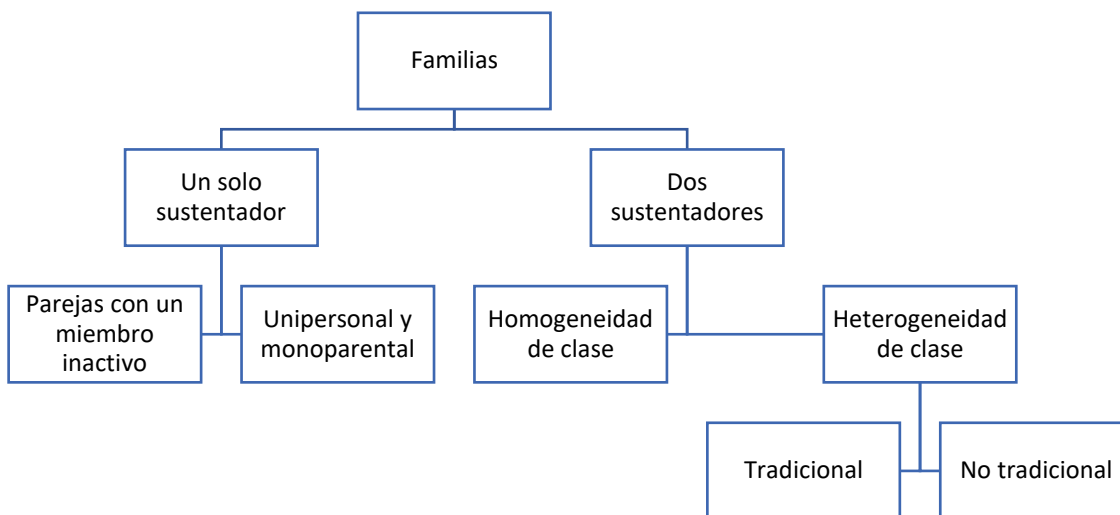 Familias
Un solo
sustentador
Dos
sustentadores
Parejas con un
miembro
inactivo
Unipersonal y
monoparental
Homogeneidad
de clase
Heterogeneidad
de clase
Tradicional
No tradicional